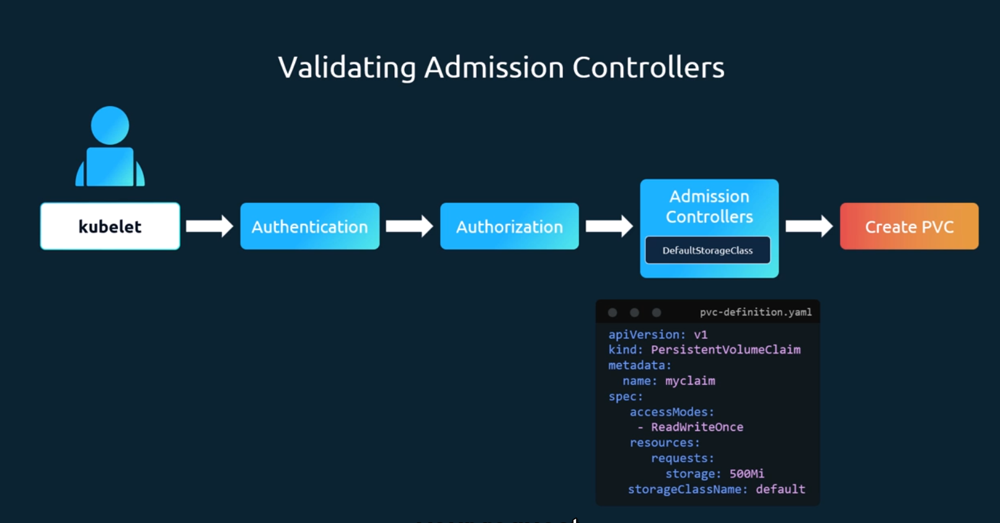 Validating Admission Controllers
kubelet
Authentication
Authorization
Admission
Controllers
DefaultStorageClass
Create PVC
pvc-definition.yaml
apiVersion: v1
kind: PersistentVolumeClaim
metadata:
  name: myclaim
spec:
   accessModes:
    - ReadWriteOnce
   resources:
      requests:
        storage: 500Mi
   storageClassName: default